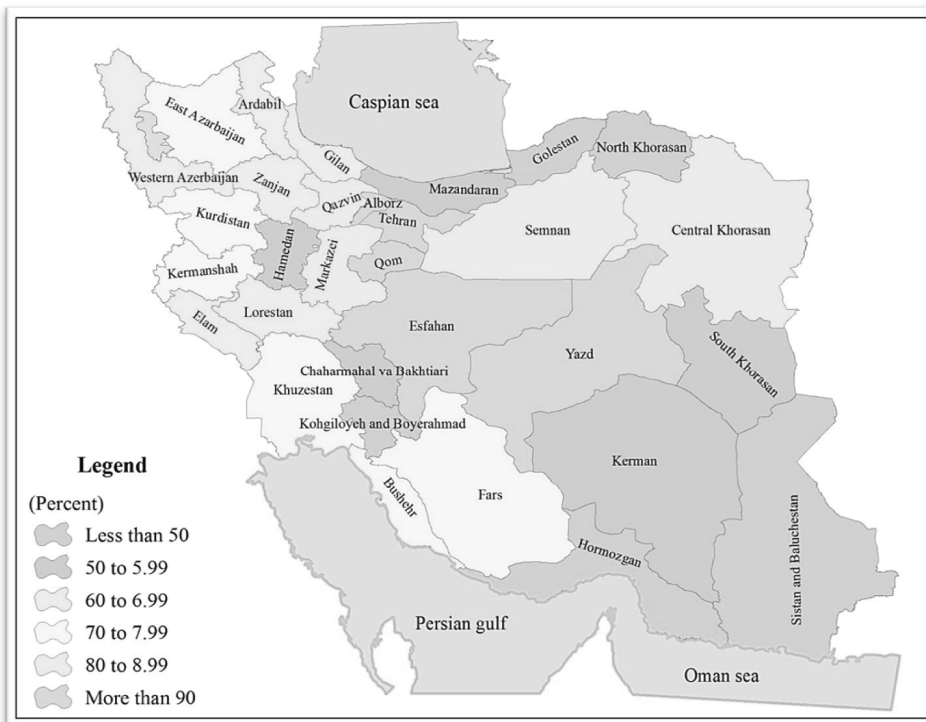 Caspian sea
East Azarbaijan
Ardabil
Gilan
Golestan
North Khorasan
Western Azerbaijan
Zanjan
Qazvin
Alborz
Mazandaran
Tehran
Kurdistan
Semnan
Central Khorasan
Hamedan
Markazei
Qom
Kermanshah
Lorestan
Elam
Esfahan
Yazd
South Khorasan
Chaharmahal va Bakhtiari
Khuzestan
Kohgiloyeh and Boyerahmad
Kerman
Bushehr
Fars
Hormozgan
Sistan and Baluchestan
Persian gulf
Oman sea
Legend
(Percent)
Less than 50
50 to 5.99
60 to 6.99
70 to 7.99
80 to 8.99
More than 90